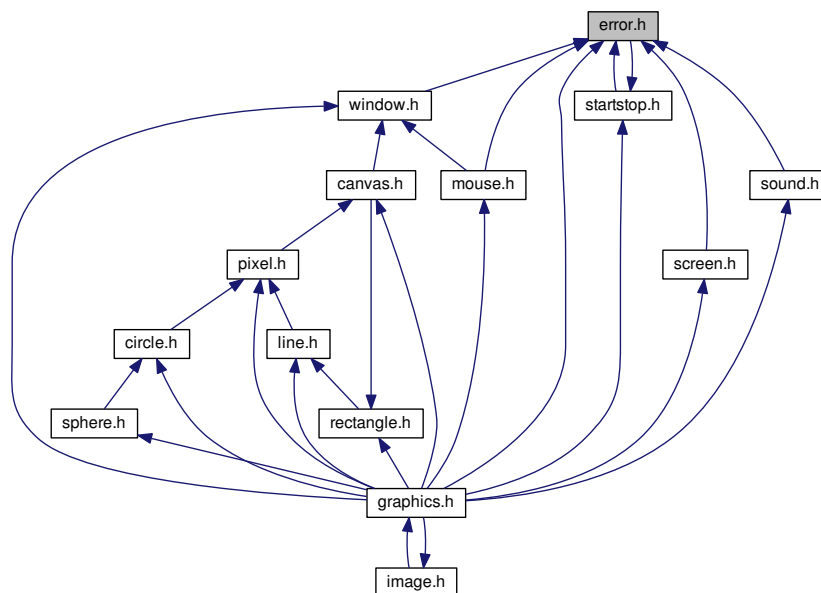 error.h
window.h
startstop.h
canvas.h
mouse.h
sound.h
pixel.h
screen.h
circle.h
line.h
sphere.h
rectangle.h
graphics.h
image.h